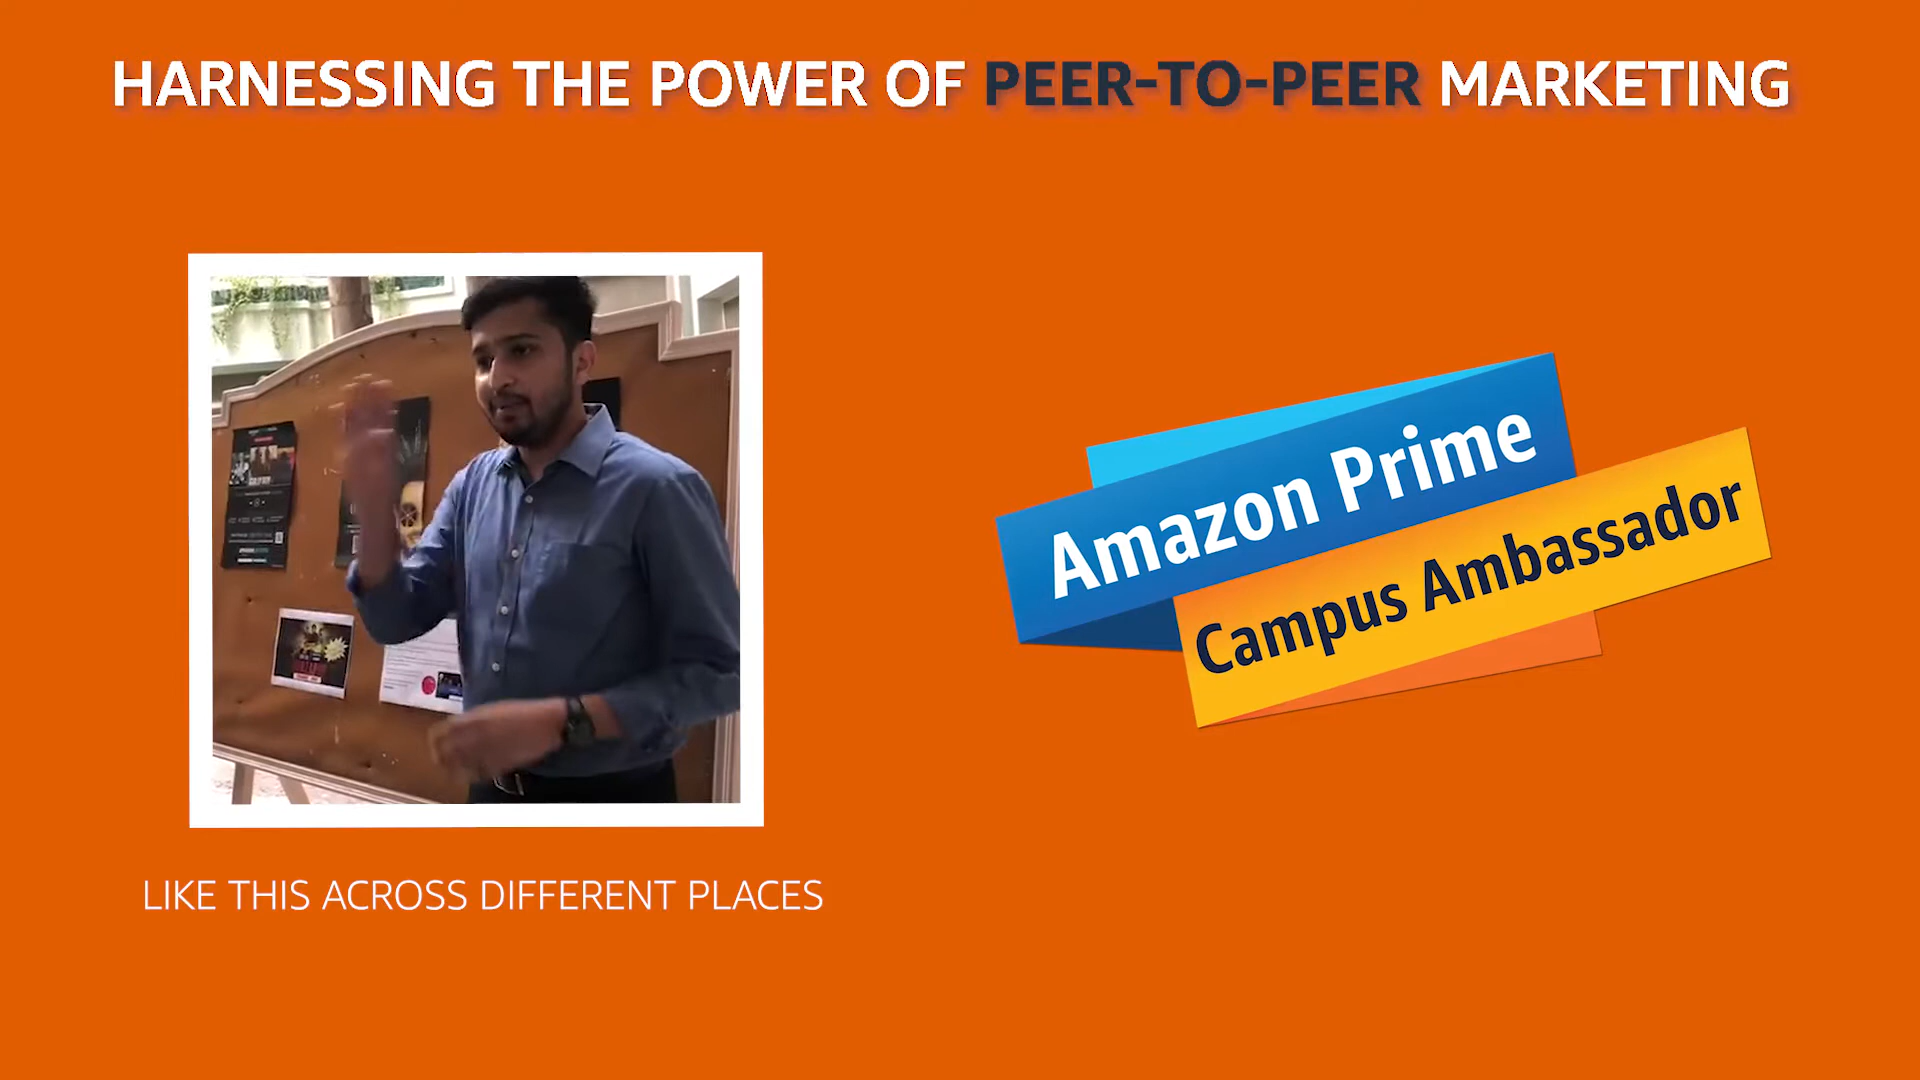 HARNESSING THE POWER OF PEER-TO-PEER MARKETING
Amazon Prime
Campus Ambassador
LIKE THIS ACROSS DIFFERENT PLACES